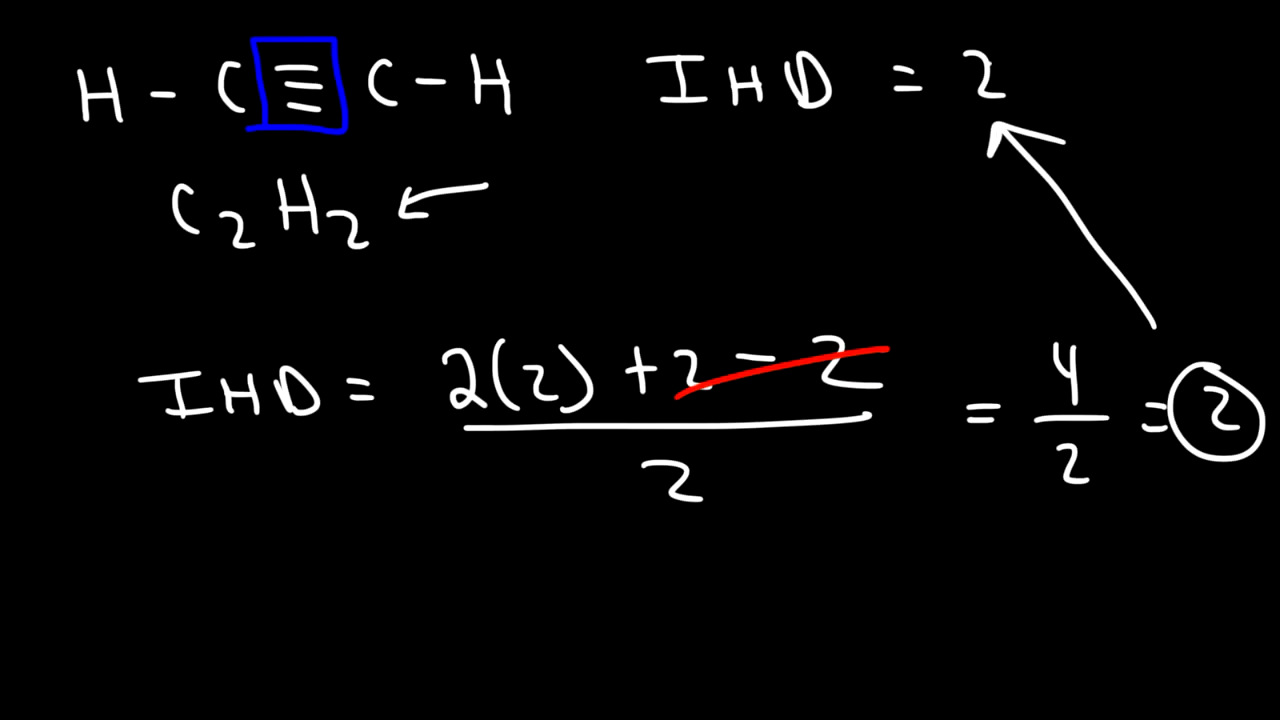 H - C ≡ C - H IHD = 2
C₂H₂ ←
IHD = (2(2) + 2 - 2)/2 = 4/2 = 2